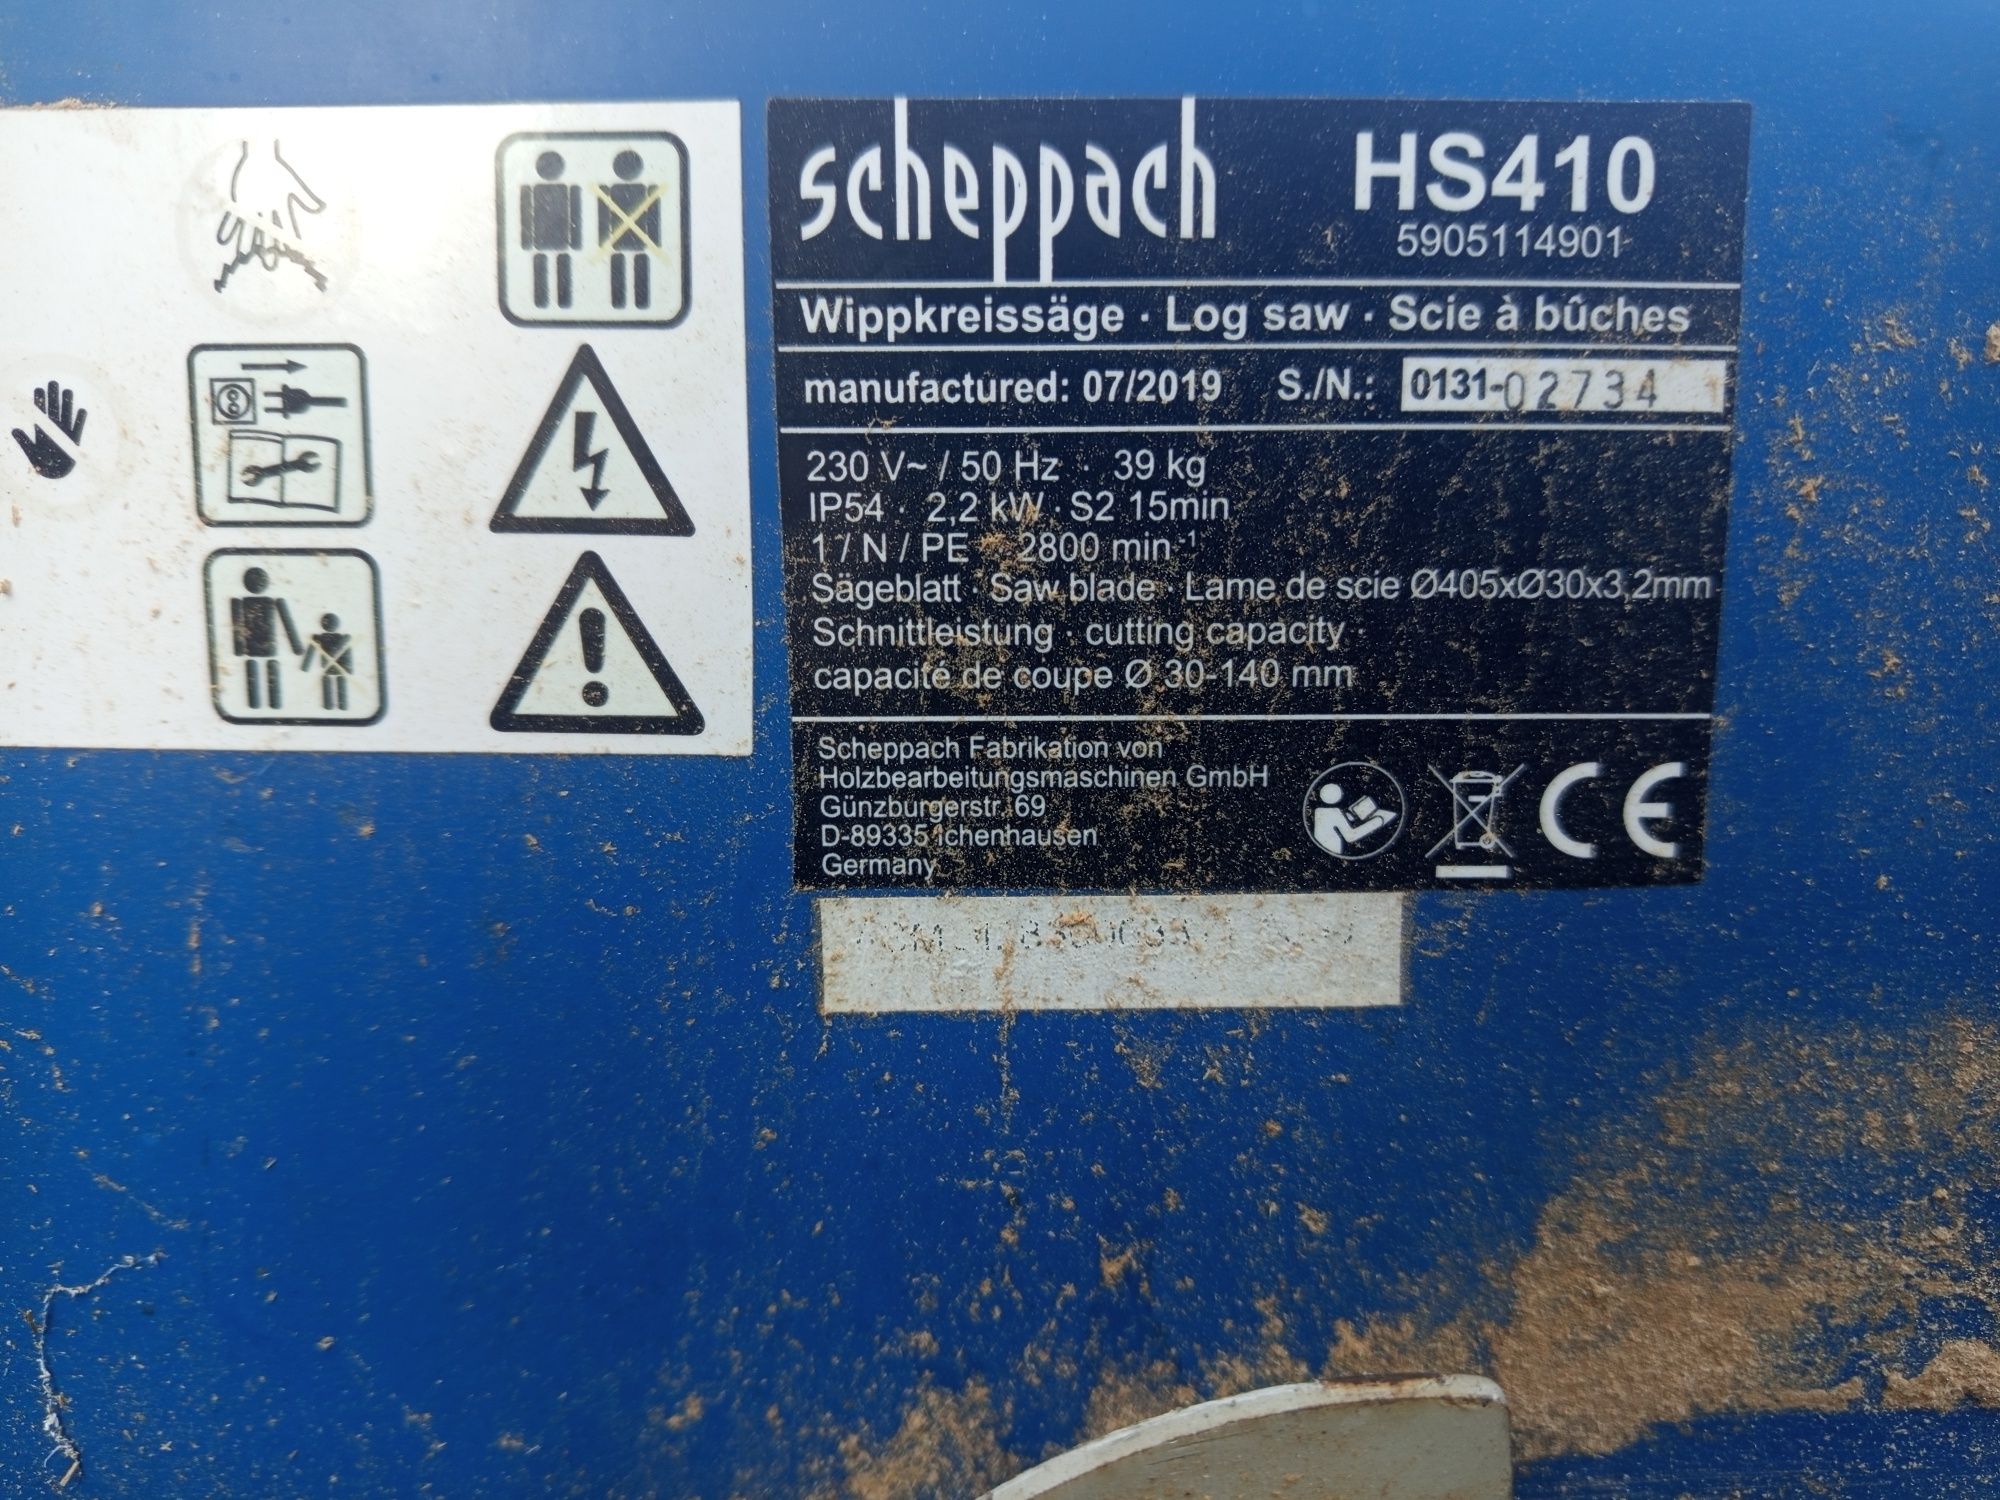 scheppach
HS410
5905114901
Wippkreissäge · Log saw · Scie à bûches
manufactured: 07/2019 S./N.: 0131-02734
230 V~ / 50 Hz · 39 kg
IP54 · 2,2 kW · S2 15min
1 / N / PE 2800 min⁻¹
Sägeblatt · Saw blade · Lame de scie Ø405xØ30x3,2mm
Schnittleistung · cutting capacity ·
capacité de coupe Ø 30-140 mm
Scheppach Fabrikation von
Holzbearbeitungsmaschinen GmbH
Günzburgerstr. 69
D-89335 Ichenhausen
Germany
CE